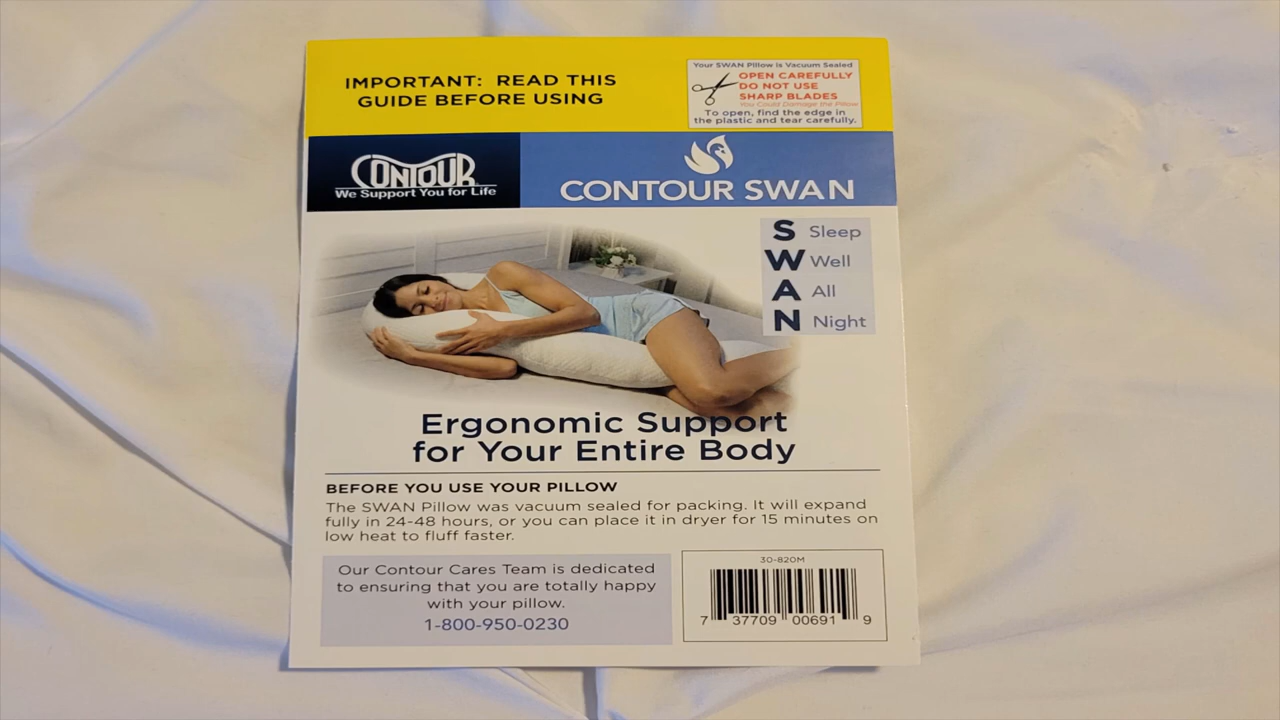 IMPORTANT: READ THIS
GUIDE BEFORE USING
Your SWAN Pillow is Vacuum Sealed
OPEN CAREFULLY
DO NOT USE
SHARP BLADES
You Could Damage the Pillow
To open, find the edge in
the plastic and tear carefully.
CONTOUR
We Support You for Life
CONTOUR SWAN
S Sleep
W Well
A All
N Night
Ergonomic Support
for Your Entire Body
BEFORE YOU USE YOUR PILLOW
The SWAN Pillow was vacuum sealed for packing. It will expand
fully in 24-48 hours, or you can place it in dryer for 15 minutes on
low heat to fluff faster.
Our Contour Cares Team is dedicated
to ensuring that you are totally happy
with your pillow.
1-800-950-0230
30-820M
7 37709 00691 9